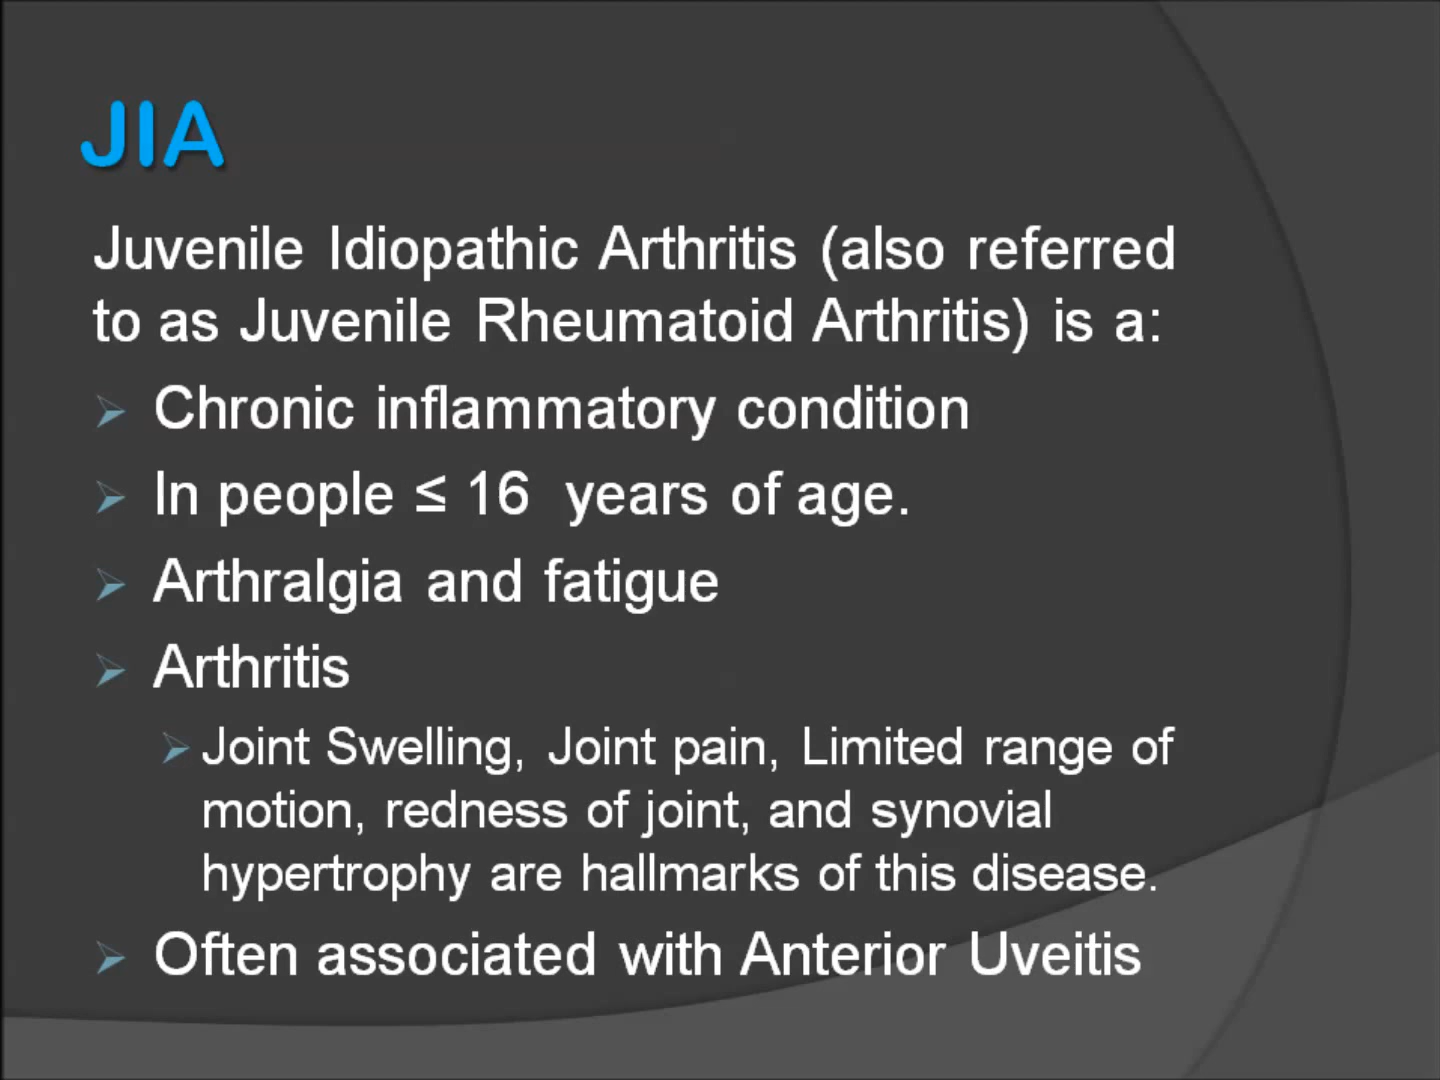 JIA
Juvenile Idiopathic Arthritis (also referred
to as Juvenile Rheumatoid Arthritis) is a:
Chronic inflammatory condition
In people ≤ 16 years of age.
Arthralgia and fatigue
Arthritis
Joint Swelling, Joint pain, Limited range of
motion, redness of joint, and synovial
hypertrophy are hallmarks of this disease.
Often associated with Anterior Uveitis